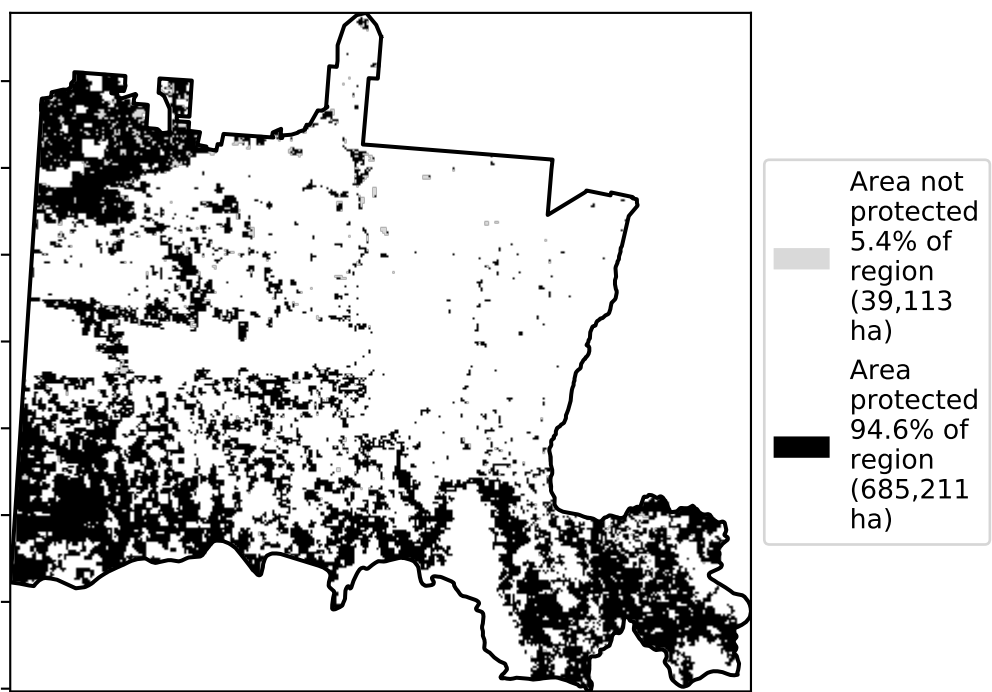 Area not
protected
5.4% of
region
(39,113
ha)
Area
protected
94.6% of
region
(685,211
ha)